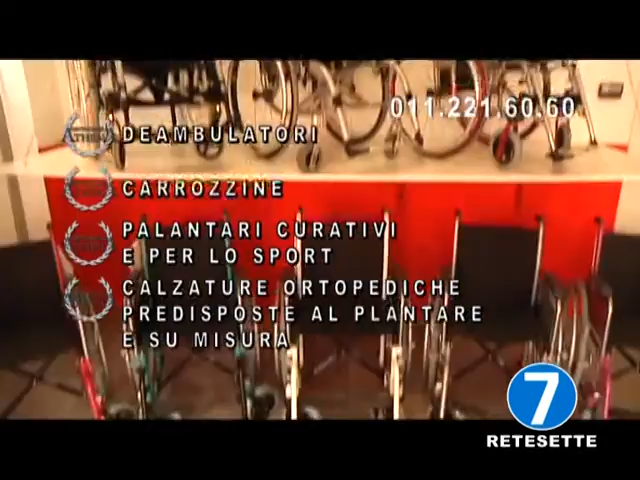 011.221.60.60
DEAMBULATORI
CARROZZINE
PALANTARI CURATIVI
E PER LO SPORT
CALZATURE ORTOPEDICHE
PREDISPOSTE AL PLANTARE
E SU MISURA
7
RETESETTE